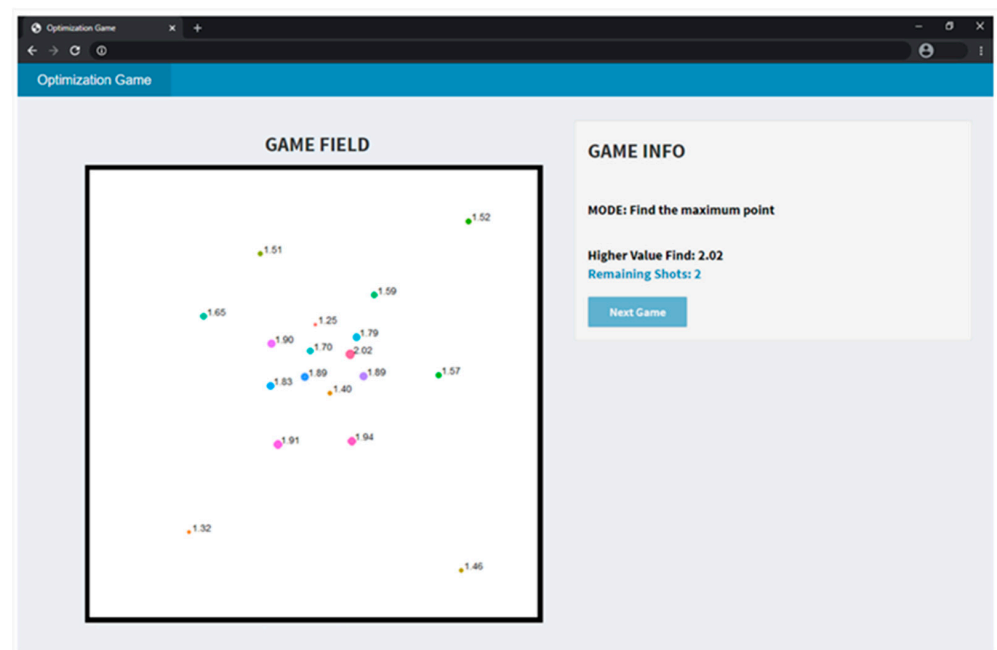 Optimization Game
Optimization Game
GAME FIELD
1.52
1.51
1.59
1.65
1.25
1.79
1.90
1.70
2.02
1.89
1.89
1.57
1.83
1.40
1.94
1.91
1.32
1.46
GAME INFO
MODE: Find the maximum point
Higher Value Find: 2.02
Remaining Shots: 2
Next Game